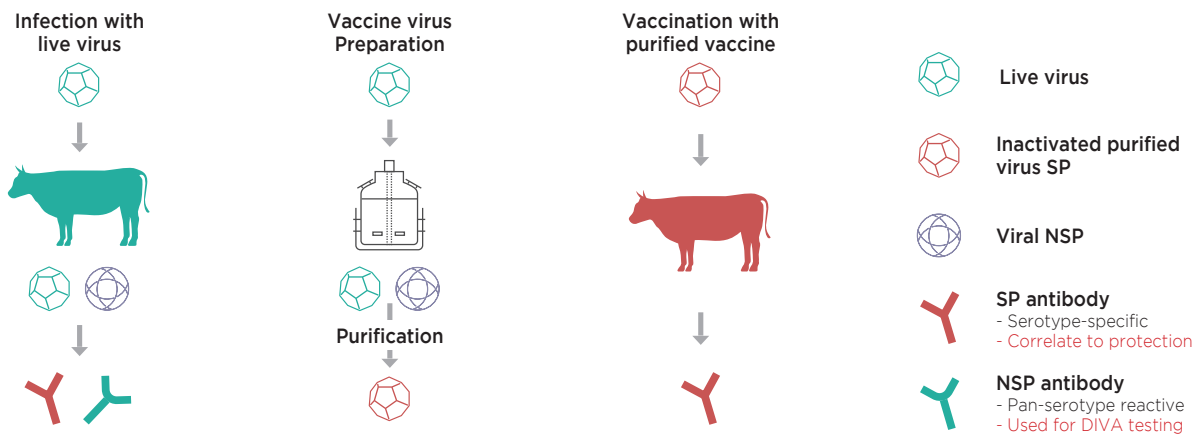 Infection with
live virus
Vaccine virus
Preparation
Purification
Vaccination with
purified vaccine
Live virus
Inactivated purified
virus SP
Viral NSP
SP antibody
- Serotype-specific
- Correlate to protection
NSP antibody
- Pan-serotype reactive
- Used for DIVA testing